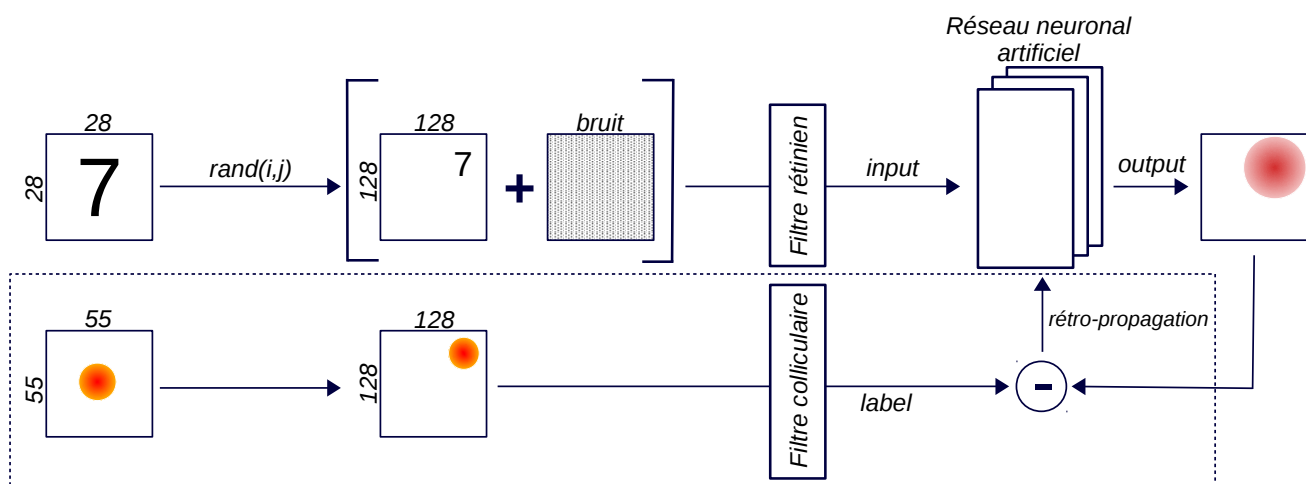 Réseau neuronal
artificiel
28
28
7
rand(i,j)
128
128
7
+
bruit
Filtre rétinien
input
output
55
55
128
128
Filtre colliculaire
label
-
rétro-propagation